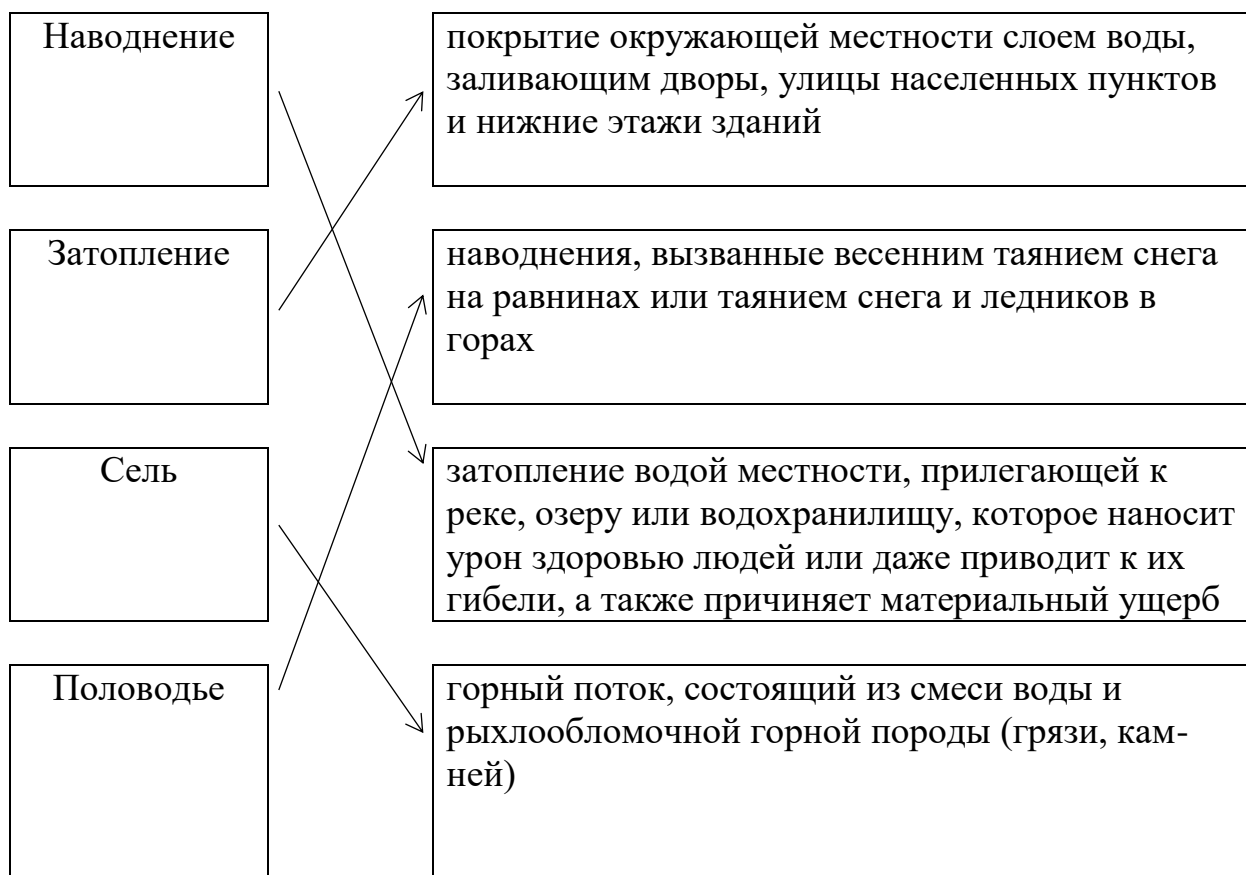 Наводнение
покрытие окружающей местности слоем воды,
заливающим дворы, улицы населенных пунктов
и нижние этажи зданий
Затопление
наводнения, вызванные весенним таянием снега
на равнинах или таянием снега и ледников в
горах
Сель
затопление водой местности, прилегающей к
реке, озеру или водохранилищу, которое наносит
урон здоровью людей или даже приводит к их
гибели, а также причиняет материальный ущерб
Половодье
горный поток, состоящий из смеси воды и
рыхлообломочной горной породы (грязи, кам-
ней)